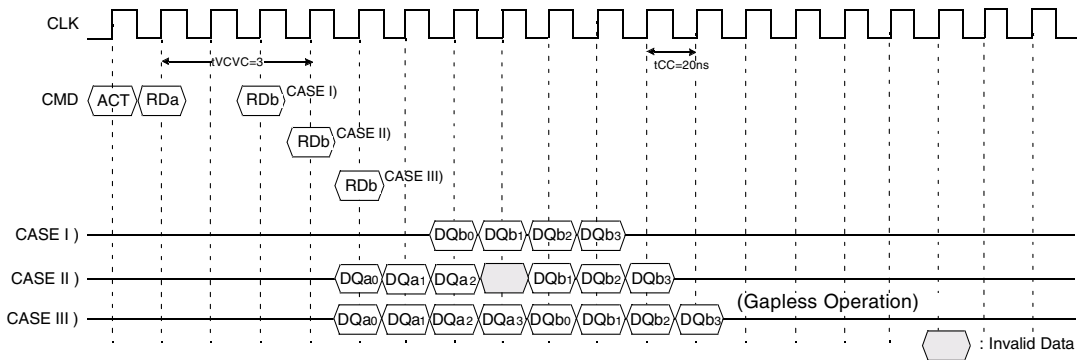 CLK
tVCVC=3
tCC=20ns
CMD ACT RDa RDb CASE I)
RDb CASE II)
RDb CASE III)
CASE I ) DQb0 DQb1 DQb2 DQb3
CASE II ) DQa0 DQa1 DQa2 DQb1 DQb2 DQb3
(Gapless Operation)
CASE III ) DQa0 DQa1 DQa2 DQa3 DQb0 DQb1 DQb2 DQb3
: Invalid Data